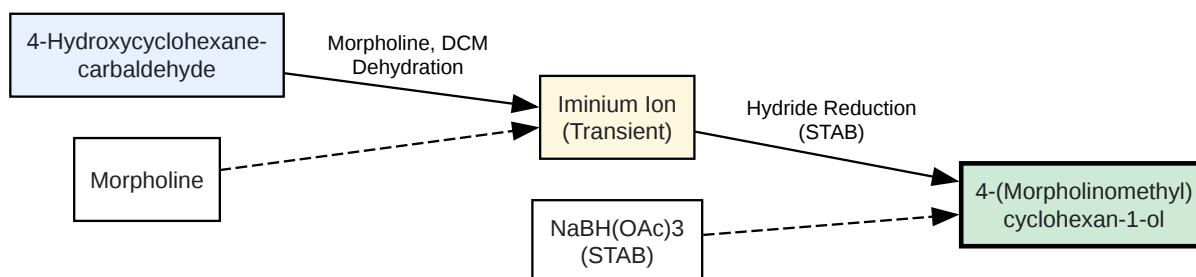 4-Hydroxycyclohexane-
carbaldehyde
Morpholine, DCM
Dehydration
Morpholine
Iminium Ion
(Transient)
Hydride Reduction
(STAB)
NaBH(OAc)3
(STAB)
4-(Morpholinomethyl)
cyclohexan-1-ol